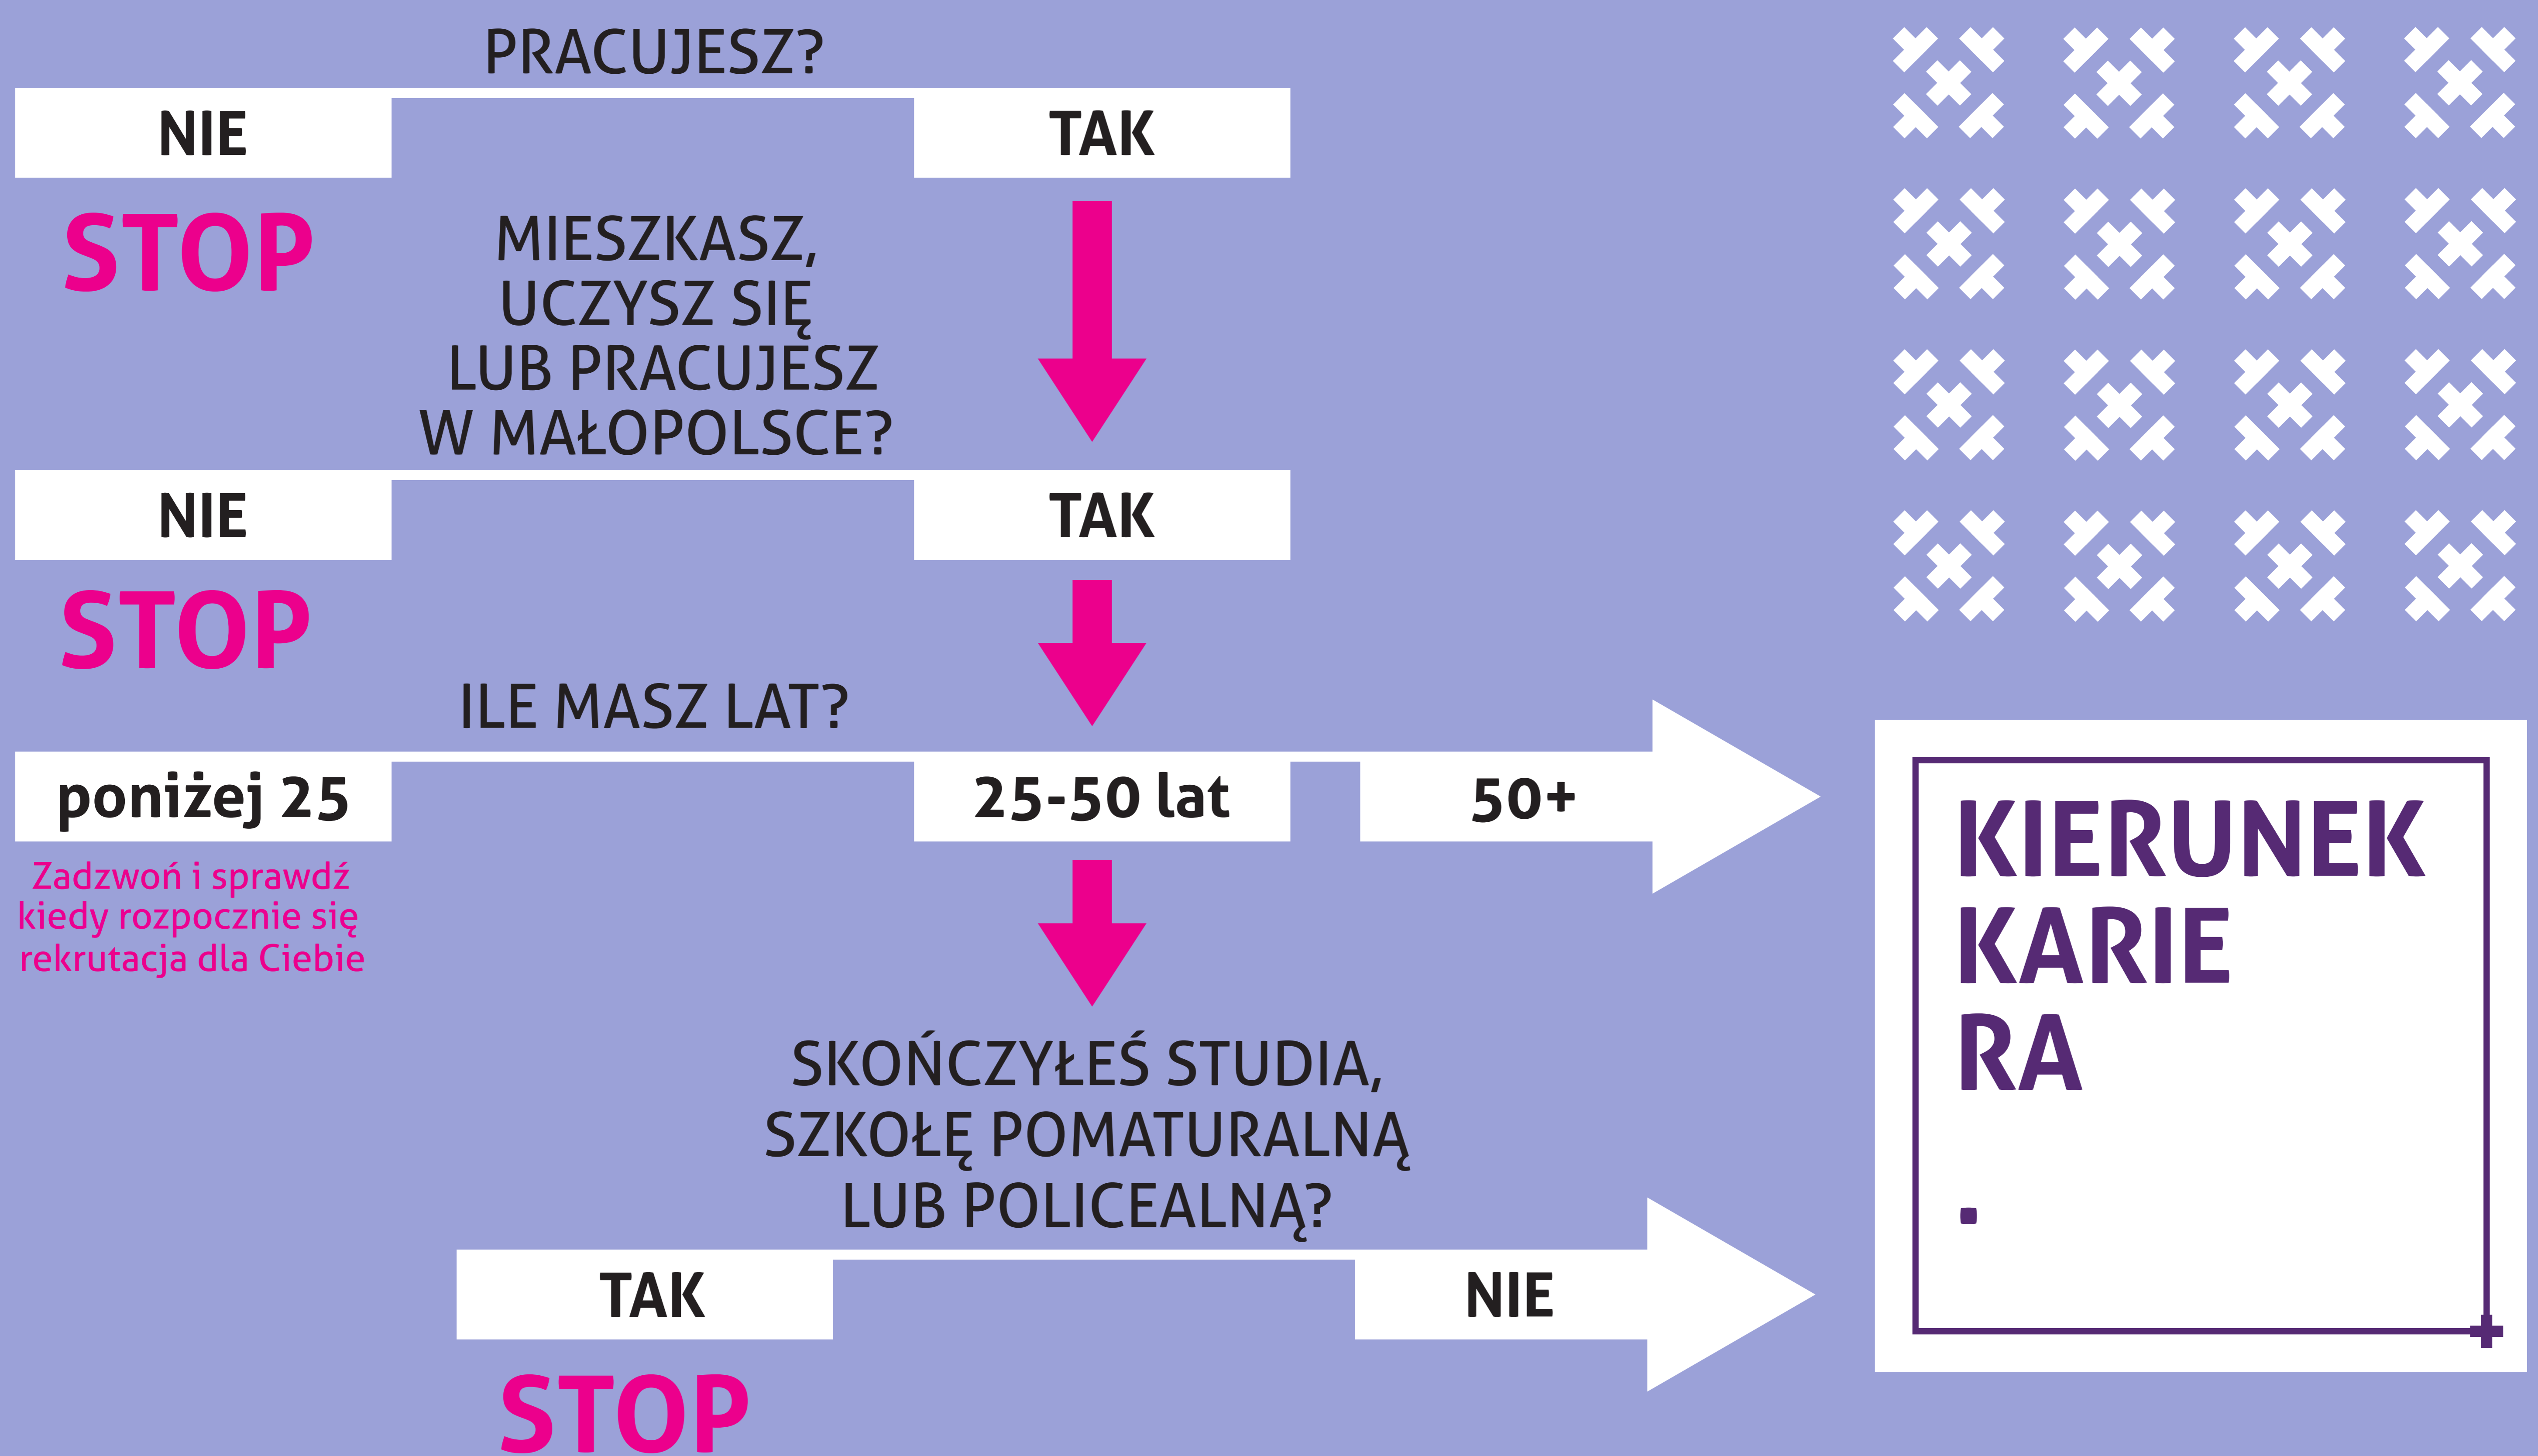 PRACUJESZ?
NIE
TAK
STOP
MIESZKASZ,
UCZYSZ SIĘ
LUB PRACUJESZ
W MAŁOPOLSCE?
NIE
TAK
STOP
ILE MASZ LAT?
poniżej 25
25-50 lat
50+
Zadzwoń i sprawdź
kiedy rozpocznie się
rekrutacja dla Ciebie
SKOŃCZYŁEŚ STUDIA,
SZKOŁĘ POMATURALNĄ
LUB POLICEALNĄ?
TAK
NIE
STOP
KIERUNEK
KARIE
RA
.